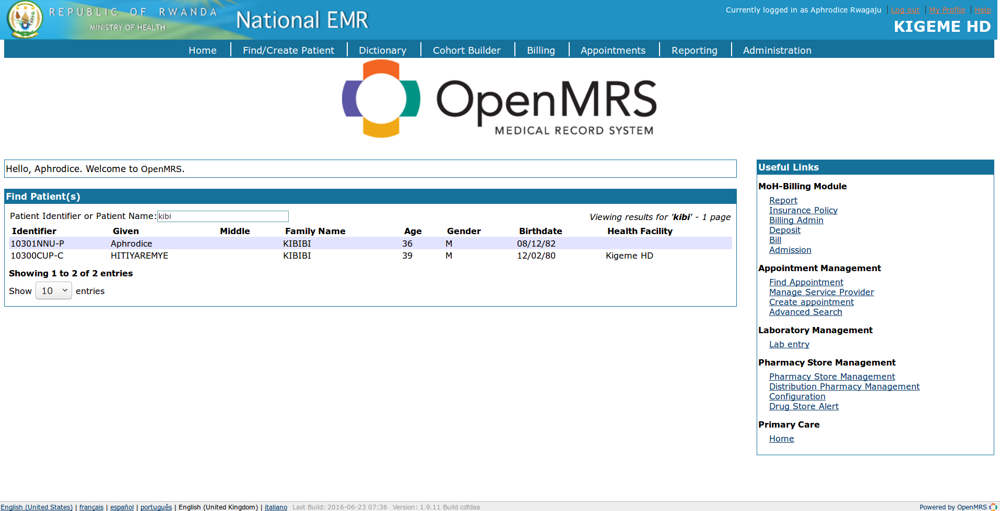 REPUBLIC OF RWANDA
MINISTRY OF HEALTH
National EMR
Currently logged in as Aphrodice Rwagaju | Log out | My Profile | Help
KIGEME HD
Home | Find/Create Patient | Dictionary | Cohort Builder | Billing | Appointments | Reporting | Administration
OpenMRS
MEDICAL RECORD SYSTEM
Hello, Aphrodice. Welcome to OpenMRS.
Find Patient(s)
Patient Identifier or Patient Name: kibi Viewing results for 'kibi' - 1 page
Identifier Given Middle Family Name Age Gender Birthdate Health Facility
10301NNU-P Aphrodice KIBIBI 36 M 08/12/82
10300CUP-C HITIYAREMYE KIBIBI 39 M 12/02/80 Kigeme HD
Showing 1 to 2 of 2 entries
Show 10 entries
Useful Links
MoH-Billing Module
Report
Insurance Policy
Billing Admin
Deposit
Bill
Admission
Appointment Management
Find Appointment
Manage Service Provider
Create appointment
Advanced Search
Laboratory Management
Lab entry
Pharmacy Store Management
Pharmacy Store Management
Distribution Pharmacy Management
Configuration
Drug Store Alert
Primary Care
Home
English (United States) | français | español | português | English (United Kingdom) | italiano Last Build: 2016-06-23 07:36 Version: 1.9.11 Build cdfdaa Powered by OpenMRS